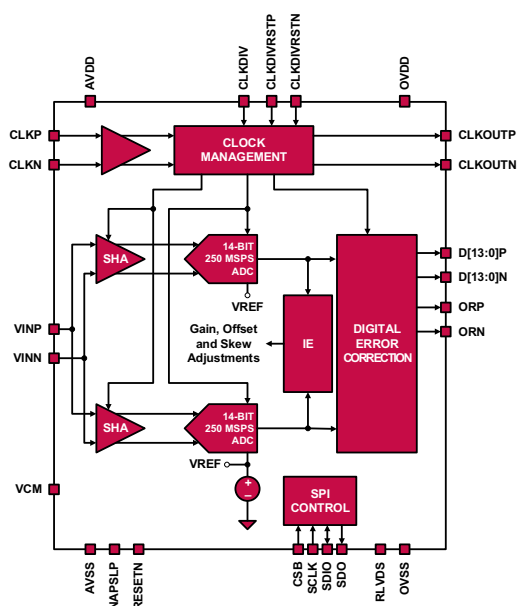 AVDD
CLKDIV
CLKDIVRSTP
CLKDIVRSTN
OVDD
CLKP
CLKN
CLOCK
MANAGEMENT
CLKOUTP
CLKOUTN
SHA
14-BIT
250 MSPS
ADC
VREF
D[13:0]P
D[13:0]N
ORP
ORN
VINP
VINN
Gain, Offset
and Skew
Adjustments
IE
DIGITAL
ERROR
CORRECTION
SHA
14-BIT
250 MSPS
ADC
VREF
+
–
VCM
SPI
CONTROL
AVSS
NAPSLP
RESETN
CSB
SCLK
SDIO
SDO
RLVDS
OVSS